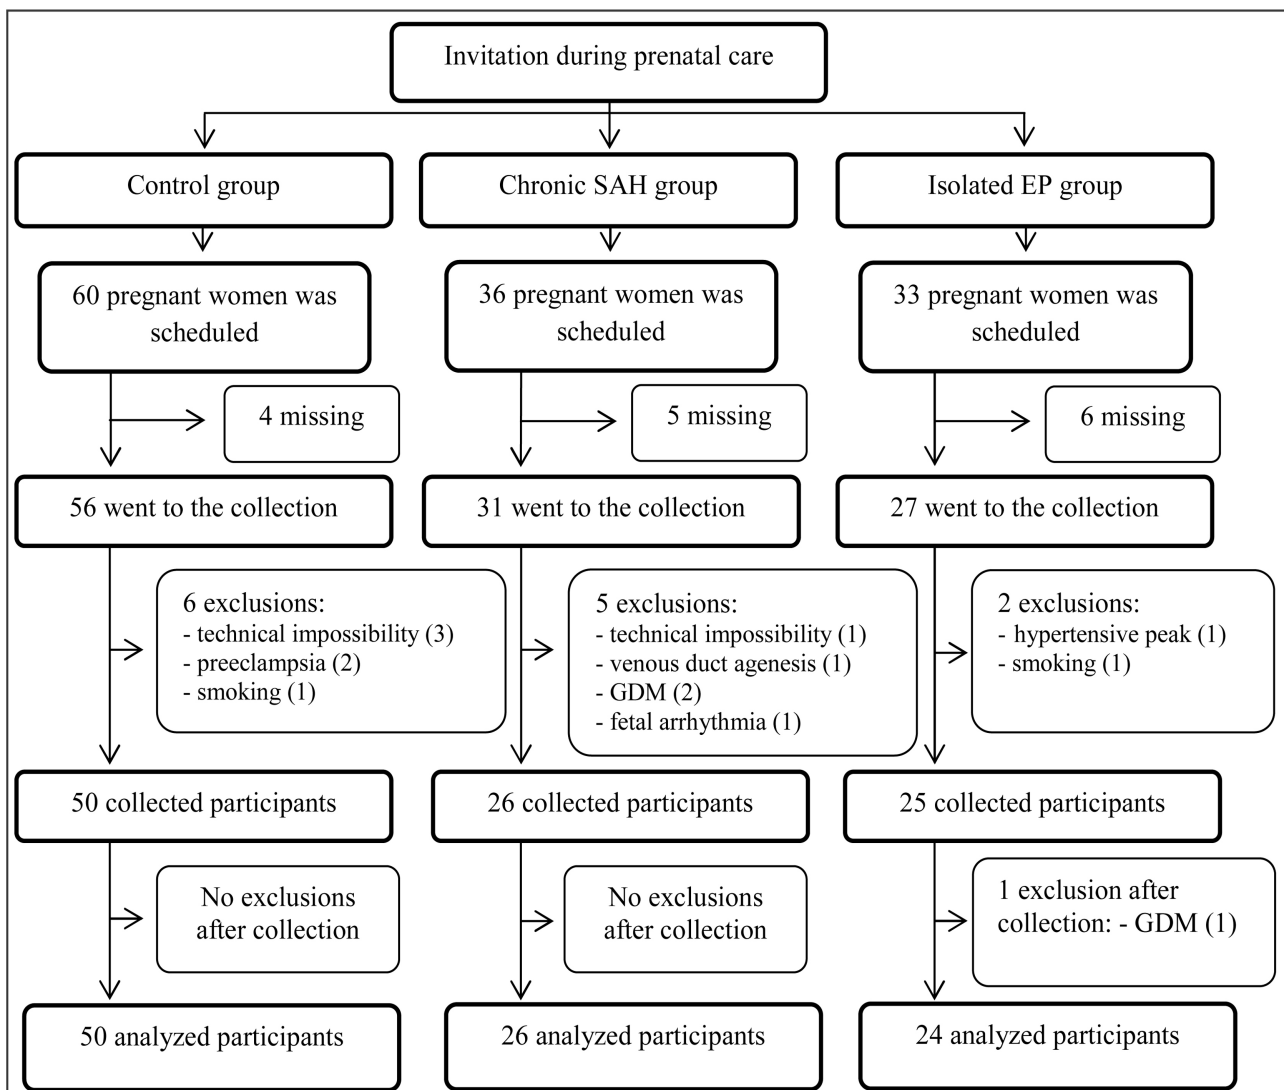 Invitation during prenatal care
Control group
Chronic SAH group
Isolated EP group
60 pregnant women was
scheduled
36 pregnant women was
scheduled
33 pregnant women was
scheduled
4 missing
5 missing
6 missing
56 went to the collection
31 went to the collection
27 went to the collection
6 exclusions:
- technical impossibility (3)
- preeclampsia (2)
- smoking (1)
5 exclusions:
- technical impossibility (1)
- venous duct agenesis (1)
- GDM (2)
- fetal arrhythmia (1)
2 exclusions:
- hypertensive peak (1)
- smoking (1)
50 collected participants
26 collected participants
25 collected participants
No exclusions
after collection
No exclusions
after collection
1 exclusion after
collection: - GDM (1)
50 analyzed participants
26 analyzed participants
24 analyzed participants